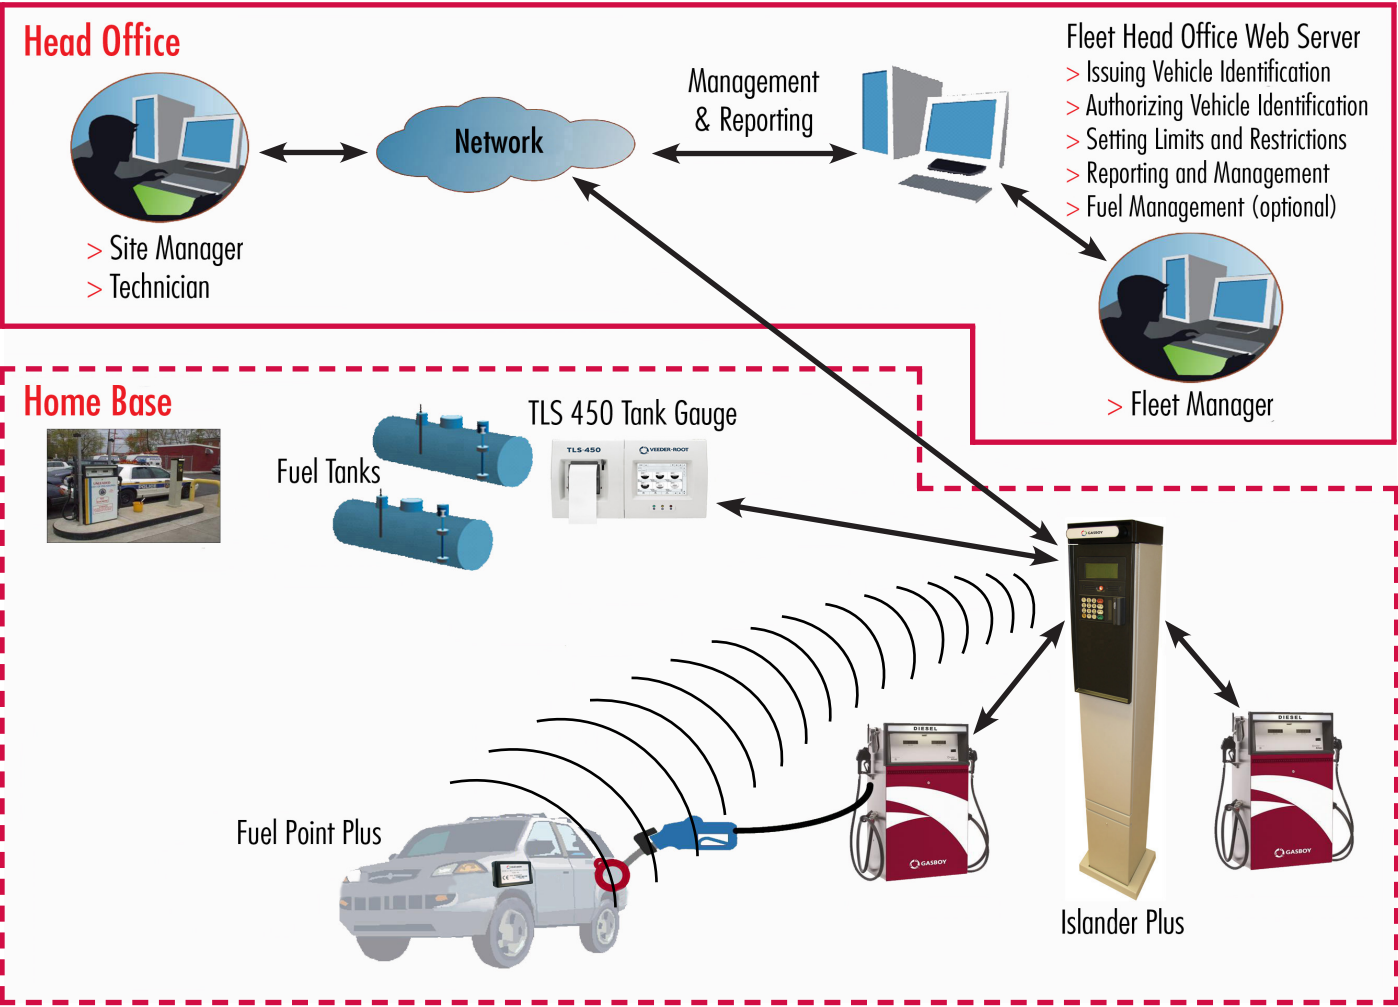 Head Office
Management
& Reporting
Fleet Head Office Web Server
> Issuing Vehicle Identification
> Authorizing Vehicle Identification
> Setting Limits and Restrictions
> Reporting and Management
> Fuel Management (optional)
Network
> Site Manager
> Technician
> Fleet Manager
Home Base
TLS 450 Tank Gauge
Fuel Tanks
TLS-450
VEEDER-ROOT
GASBOY
DIESEL
DIESEL
Fuel Point Plus
GASBOY
GASBOY
Islander Plus